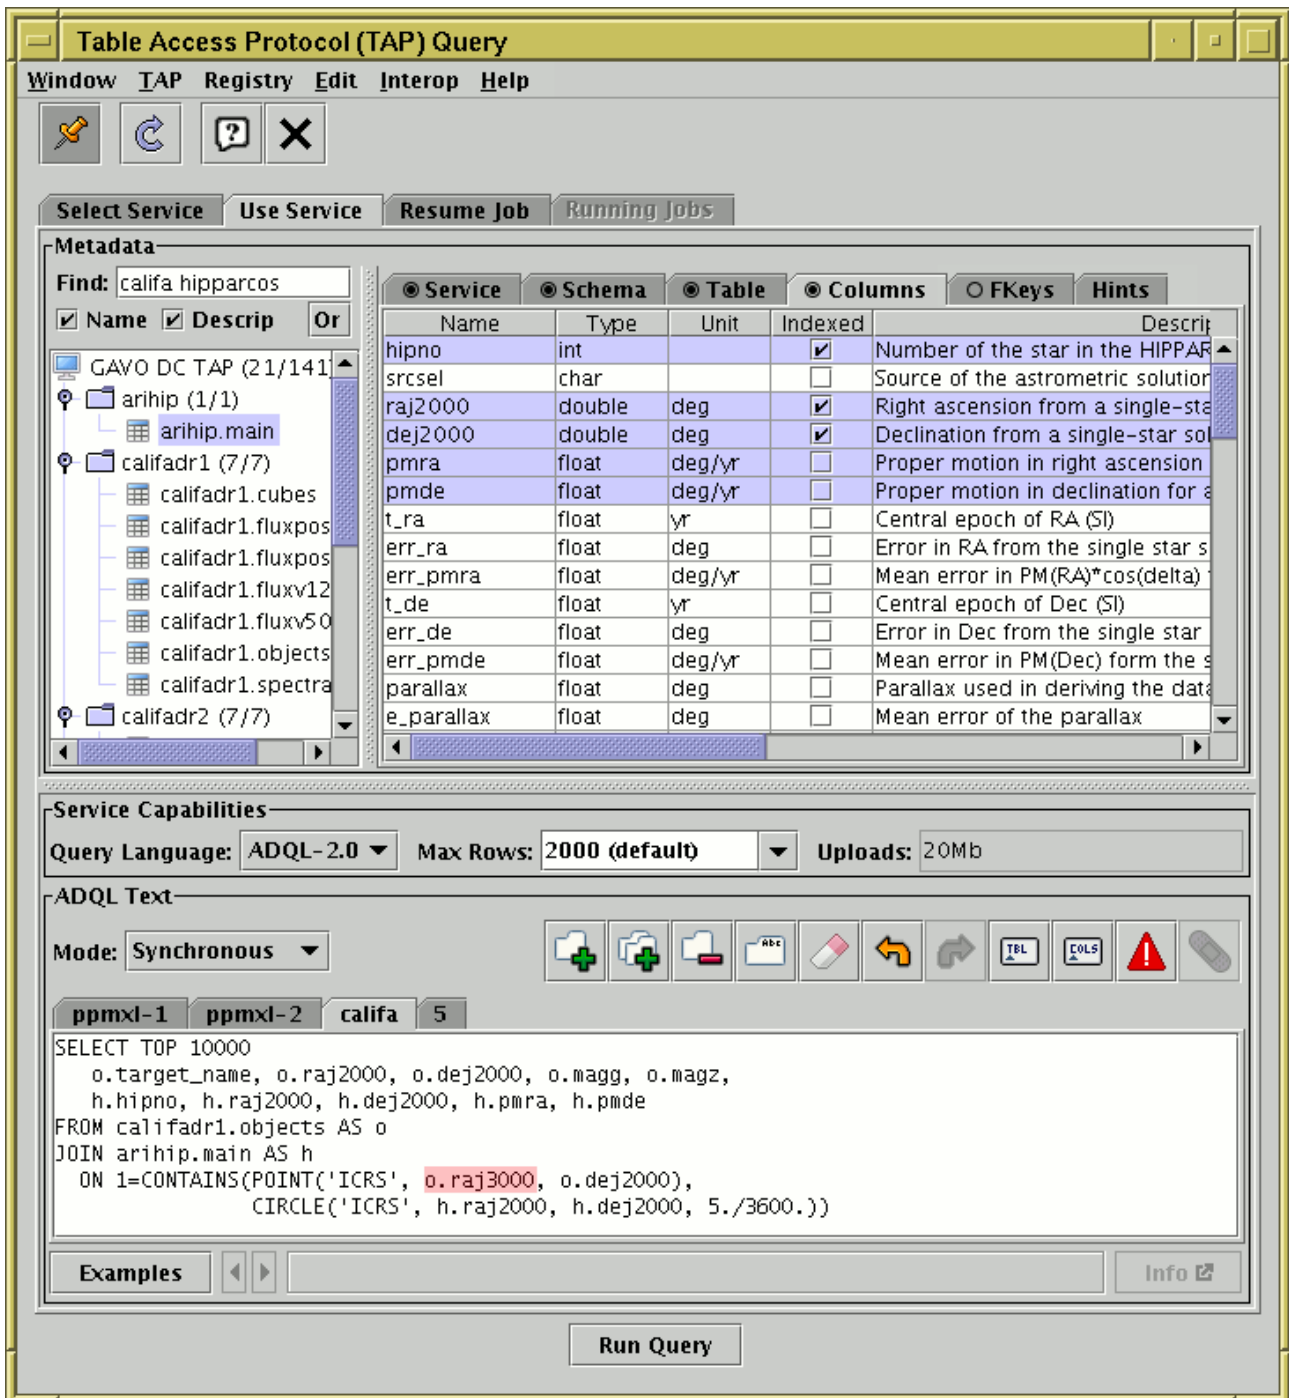 Table Access Protocol (TAP) Query
Window TAP Registry Edit Interop Help
Select Service Use Service Resume Job Running Jobs
Metadata
Find: califa hipparcos
Name Descrip Or
GAVO DC TAP (21/141)
arihip (1/1)
arihip.main
califadr1 (7/7)
califadr1.cubes
califadr1.fluxpos
califadr1.fluxpos
califadr1.fluxv12
califadr1.fluxv50
califadr1.objects
califadr1.spectra
califadr2 (7/7)
Service Schema Table Columns FKeys Hints
Name Type Unit Indexed Descrip
hipno int Number of the star in the HIPPAR
srcsel char Source of the astrometric solution
raj2000 double deg Right ascension from a single-sta
dej2000 double deg Declination from a single-star sol
pmra float deg/yr Proper motion in right ascension
pmde float deg/yr Proper motion in declination for a
t_ra float yr Central epoch of RA (SI)
err_ra float deg Error in RA from the single star s
err_pmra float deg/yr Mean error in PM(RA)*cos(delta)
t_de float yr Central epoch of Dec (SI)
err_de float deg Error in Dec from the single star
err_pmde float deg/yr Mean error in PM(Dec) form the s
parallax float deg Parallax used in deriving the data
e_parallax float deg Mean error of the parallax
Service Capabilities
Query Language: ADQL-2.0 Max Rows: 2000 (default) Uploads: 20Mb
ADQL Text
Mode: Synchronous Abc TBL COLS
ppmxl-1 ppmxl-2 califa 5
SELECT TOP 10000
o.target_name, o.raj2000, o.dej2000, o.magg, o.magz,
h.hipno, h.raj2000, h.dej2000, h.pmra, h.pmde
FROM califadr1.objects AS o
JOIN arihip.main AS h
ON 1=CONTAINS(POINT('ICRS', o.raj3000, o.dej2000),
CIRCLE('ICRS', h.raj2000, h.dej2000, 5./3600.))
Examples Info
Run Query